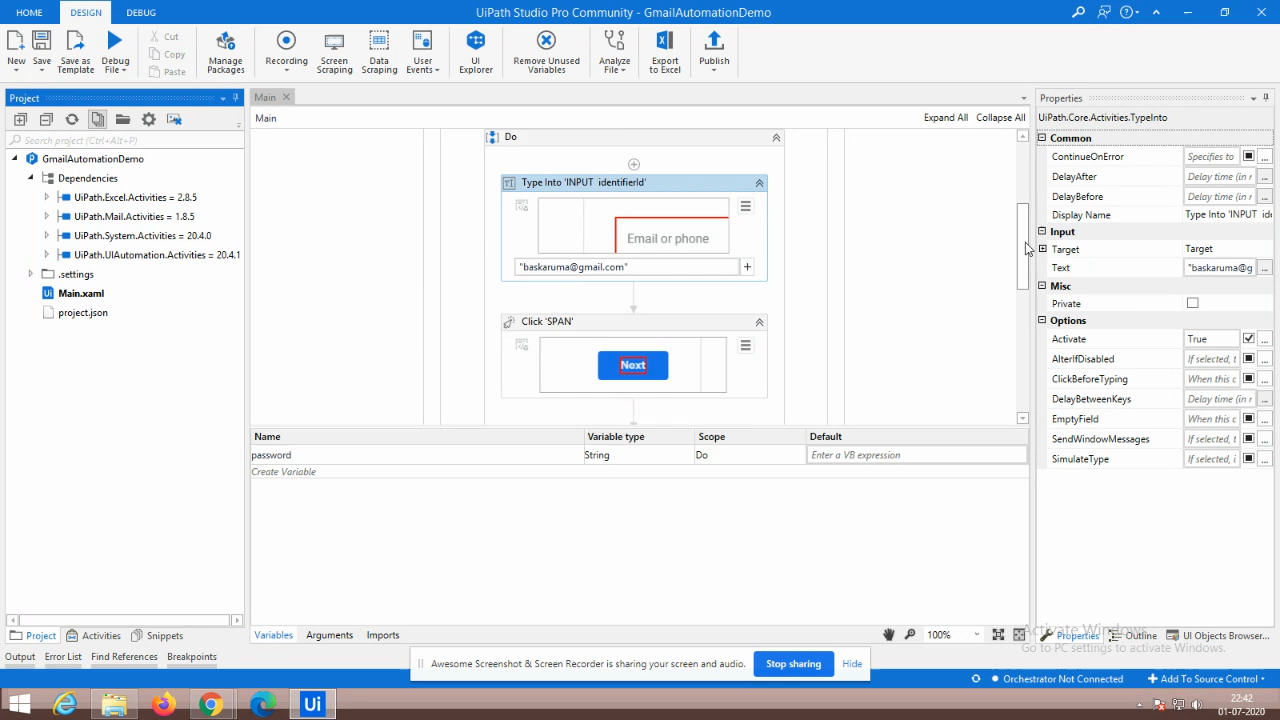 HOME DESIGN DEBUG UiPath Studio Pro Community - GmailAutomationDemo
New Save Save as Template Debug File Cut Copy Paste Manage Packages Recording Screen Scraping Data Scraping User Events UI Explorer Remove Unused Variables Analyze File Export to Excel Publish
Project
Search project (Ctrl+Alt+P)
GmailAutomationDemo
Dependencies
UiPath.Excel.Activities = 2.8.5
UiPath.Mail.Activities = 1.8.5
UiPath.System.Activities = 20.4.0
UiPath.UIAutomation.Activities = 20.4.1
.settings
Ui Main.xaml
project.json
Project Activities Snippets
Main
Main Expand All Collapse All
Do
Type Into 'INPUT identifierId'
Email or phone
"baskaruma@gmail.com"
Click 'SPAN'
Next
Name Variable type Scope Default
password String Do Enter a VB expression
Create Variable
Variables Arguments Imports 100%
Properties
UiPath.Core.Activities.TypeInto
Common
ContinueOnError Specifies to
DelayAfter Delay time (in r
DelayBefore Delay time (in r
Display Name Type Into 'INPUT ide
Input
Target Target
Text "baskaruma@g
Misc
Private
Options
Activate True
AlterIfDisabled If selected, t
ClickBeforeTyping When this c
DelayBetweenKeys Delay time (in r
EmptyField When this c
SendWindowMessages If selected, t
SimulateType If selected, i
Activate Windows
Go to PC settings to activate Windows.
Properties Outline UI Objects Browser...
Output Error List Find References Breakpoints
Awesome Screenshot & Screen Recorder is sharing your screen and audio. Stop sharing Hide
Orchestrator Not Connected Add To Source Control
Ui
22:42
01-07-2020